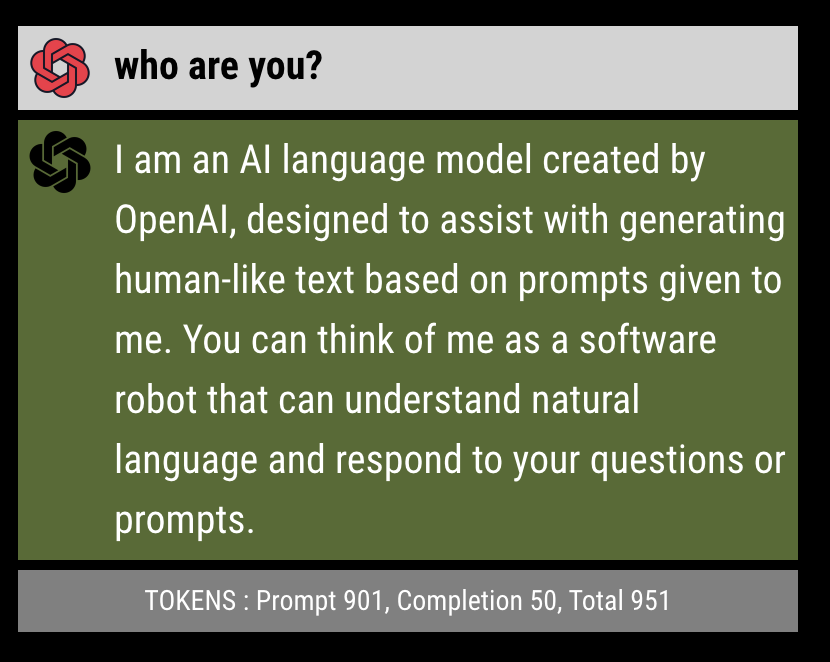 who are you?
I am an AI language model created by
OpenAI, designed to assist with generating
human-like text based on prompts given to
me. You can think of me as a software
robot that can understand natural
language and respond to your questions or
prompts.
TOKENS : Prompt 901, Completion 50, Total 951